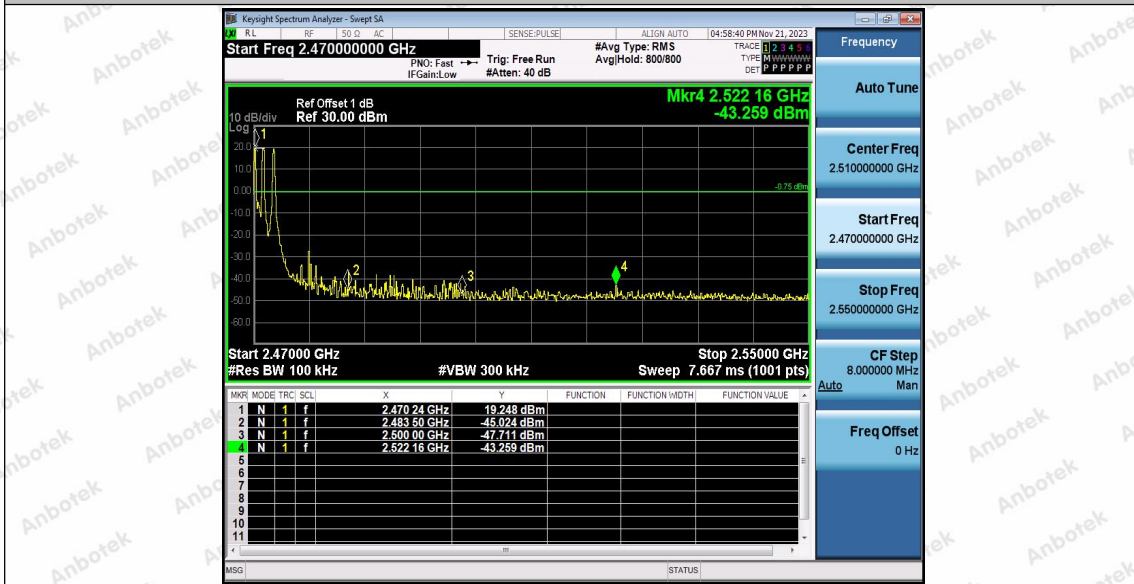 Keysight Spectrum Analyzer - Swept SA
LXI RL RF 50 Ω AC SENSE:PULSE ALIGN AUTO 04:58:40 PM Nov 21, 2023
Start Freq 2.470000000 GHz
PNO: Fast
IFGain:Low
Trig: Free Run
#Atten: 40 dB
#Avg Type: RMS
Avg|Hold: 800/800
TRACE 1 2 3 4 5 6
TYPE M W W W W W
DET P P P P P P
Frequency
Auto Tune
Center Freq
2.510000000 GHz
Start Freq
2.470000000 GHz
Stop Freq
2.550000000 GHz
CF Step
8.000000 MHz
Auto Man
Freq Offset
0 Hz
Mkr4 2.522 16 GHz
-43.259 dBm
Ref Offset 1 dB
10 dB/div Ref 30.00 dBm
Log
1
20.0
10.0
0.00
-0.75 dBm
-10.0
-20.0
-30.0
-40.0
-50.0
-60.0
2
3
4
Start 2.47000 GHz Stop 2.55000 GHz
#Res BW 100 kHz #VBW 300 kHz Sweep 7.667 ms (1001 pts)
MKR MODE TRC SCL X Y FUNCTION FUNCTION WIDTH FUNCTION VALUE
1 N 1 f 2.470 24 GHz 19.248 dBm
2 N 1 f 2.483 50 GHz -45.024 dBm
3 N 1 f 2.500 00 GHz -47.711 dBm
4 N 1 f 2.522 16 GHz -43.259 dBm
5
6
7
8
9
10
11
MSG STATUS
Anbotek